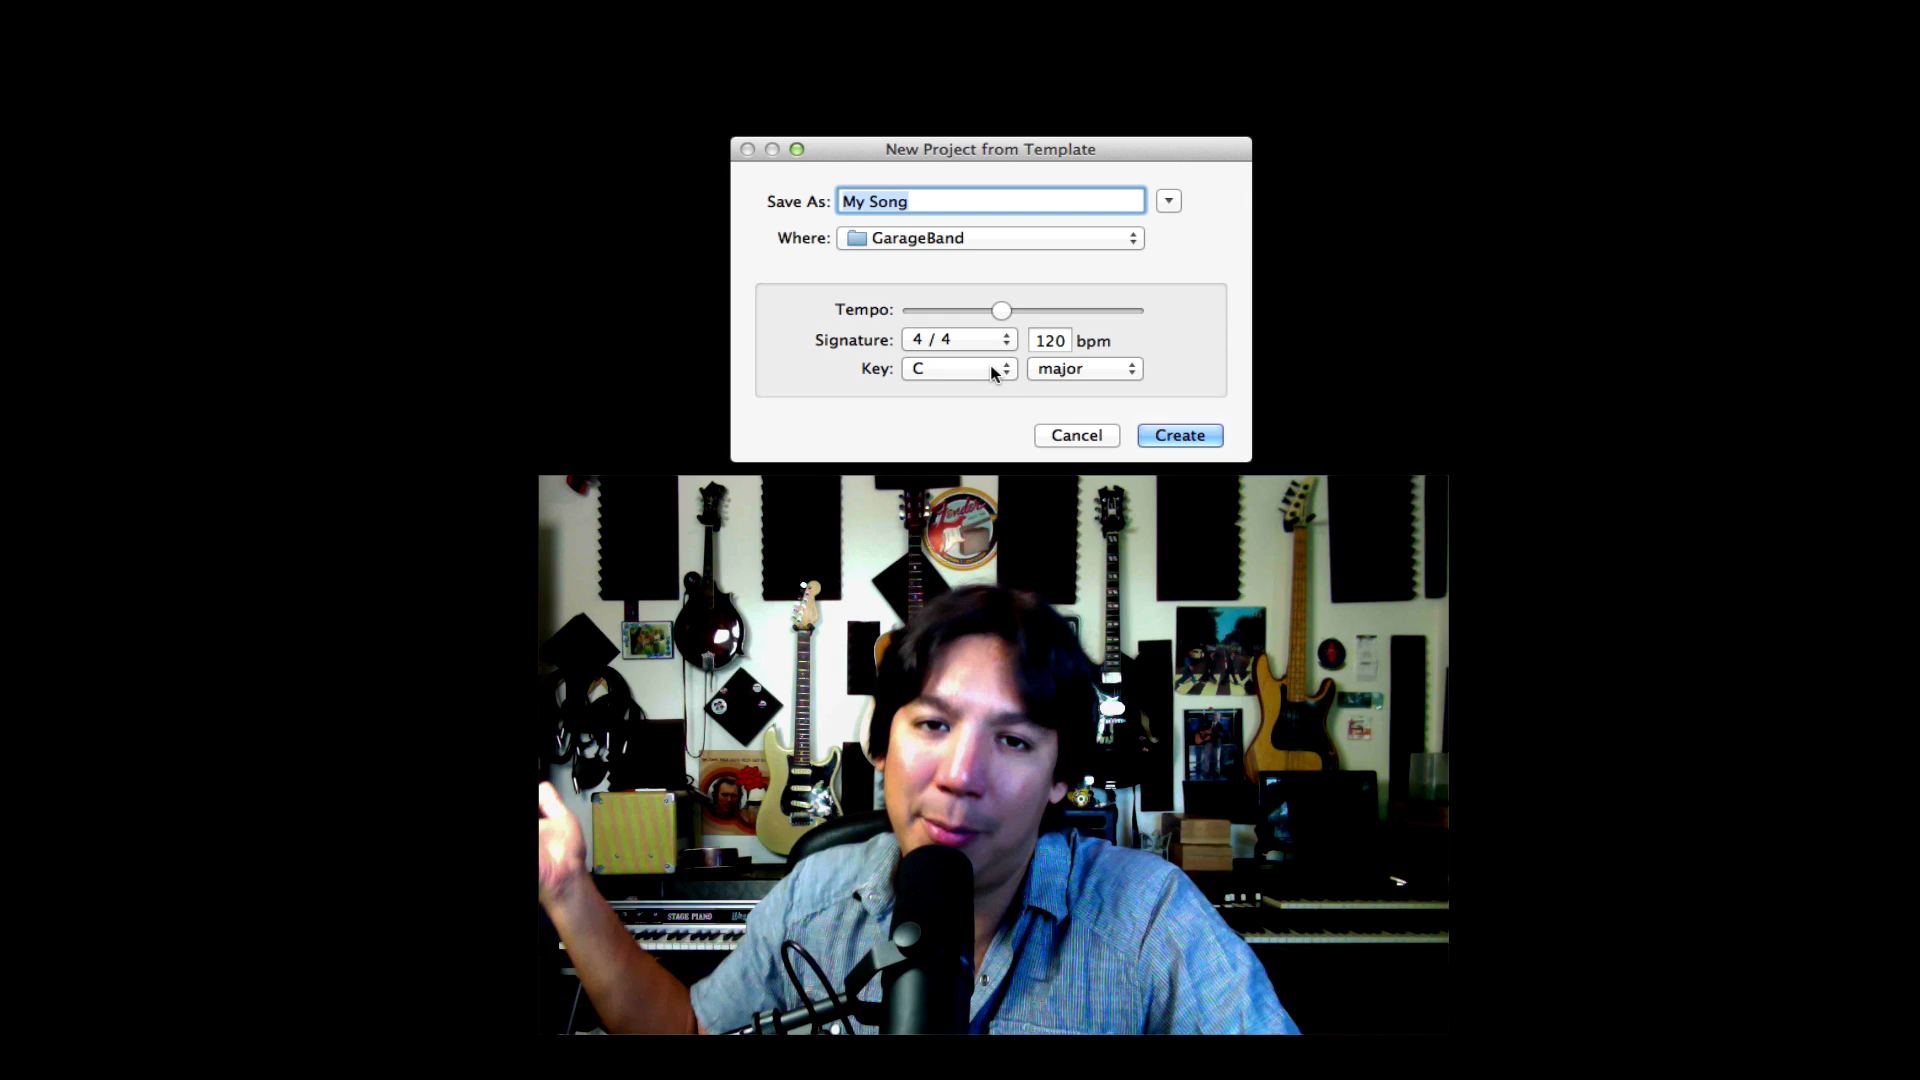 New Project from Template
Save As: My Song
Where: GarageBand
Tempo:
Signature: 4 / 4 120 bpm
Key: C major
Cancel Create
Fender
STAGE PIANO